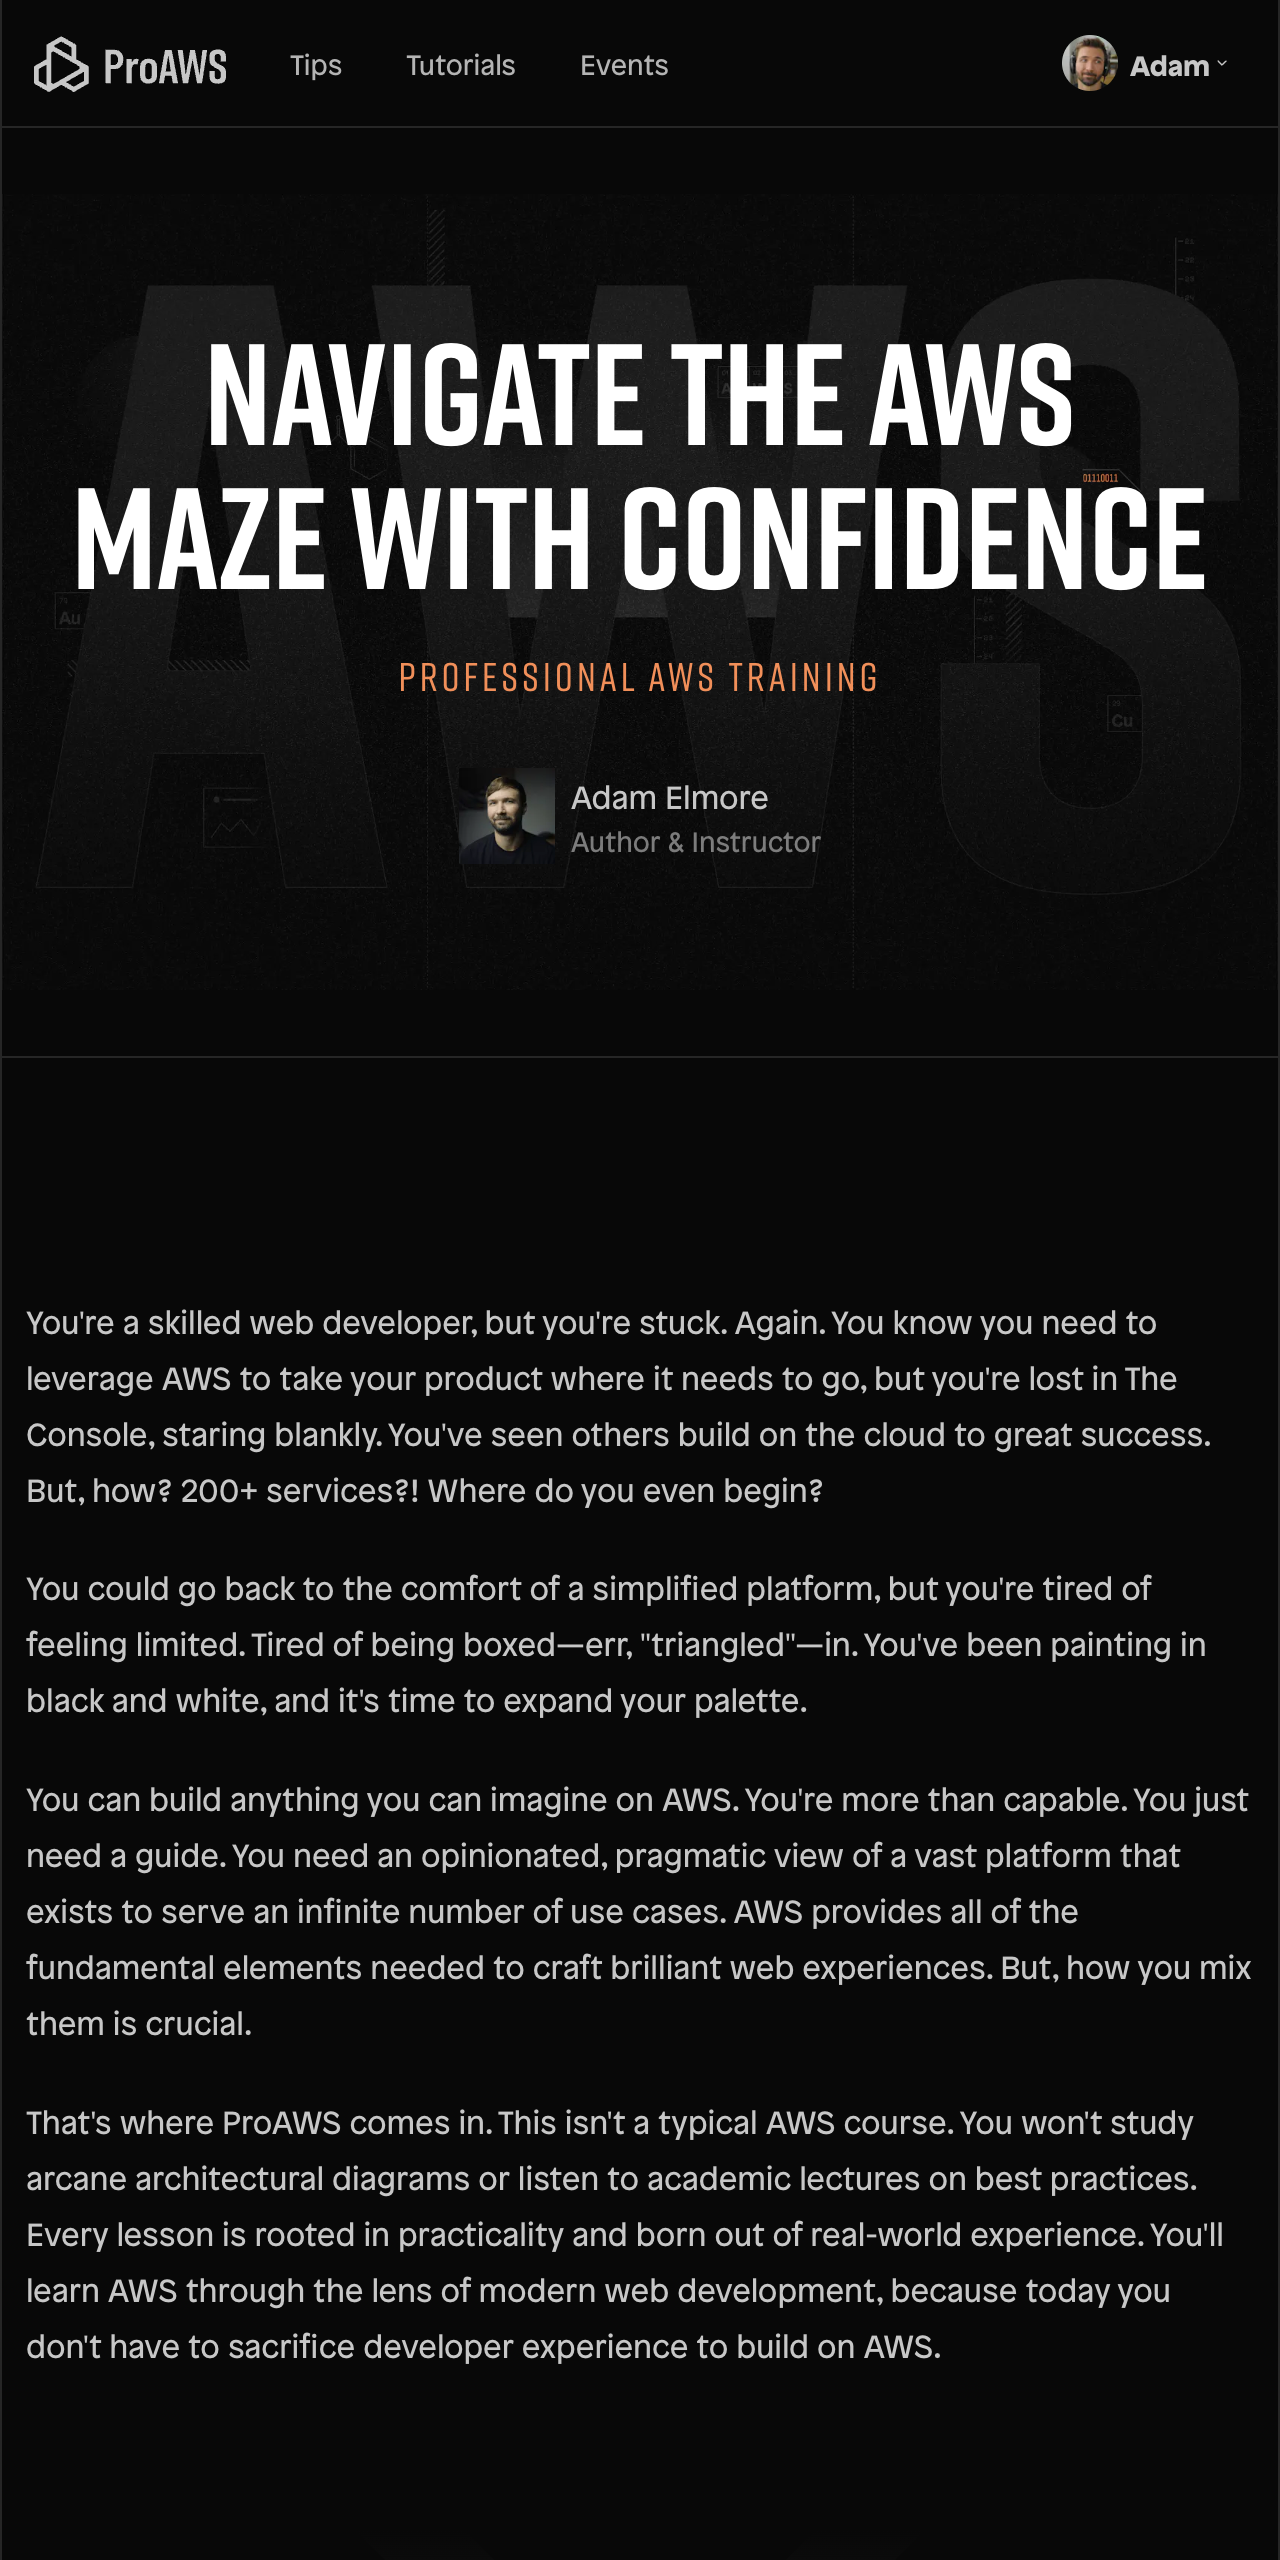 ProAWS Tips Tutorials Events Adam
NAVIGATE THE AWS
01110011
MAZE WITH CONFIDENCE
Au
PROFESSIONAL AWS TRAINING
Cu
Adam Elmore
Author & Instructor
AWS
You're a skilled web developer, but you're stuck. Again. You know you need to
leverage AWS to take your product where it needs to go, but you're lost in The
Console, staring blankly. You've seen others build on the cloud to great success.
But, how? 200+ services?! Where do you even begin?
You could go back to the comfort of a simplified platform, but you're tired of
feeling limited. Tired of being boxed—err, "triangled"—in. You've been painting in
black and white, and it's time to expand your palette.
You can build anything you can imagine on AWS. You're more than capable. You just
need a guide. You need an opinionated, pragmatic view of a vast platform that
exists to serve an infinite number of use cases. AWS provides all of the
fundamental elements needed to craft brilliant web experiences. But, how you mix
them is crucial.
That's where ProAWS comes in. This isn't a typical AWS course. You won't study
arcane architectural diagrams or listen to academic lectures on best practices.
Every lesson is rooted in practicality and born out of real-world experience. You'll
learn AWS through the lens of modern web development, because today you
don't have to sacrifice developer experience to build on AWS.